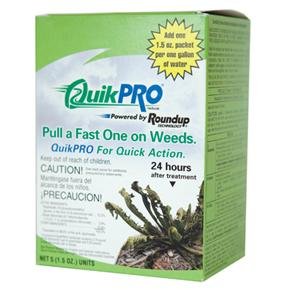 Add one
1.5 oz. packet
per one gallon
of water
QuikPRO
Powered by Roundup
TECHNOLOGY
Pull a Fast One on Weeds.
QuikPRO For Quick Action.
Keep out of reach of children.
CAUTION!
Manténgase fuera del
alcance de los niños.
¡PRECAUCION!
24 hours
after treatment
NET 5 (1.5 OZ.) UNITS